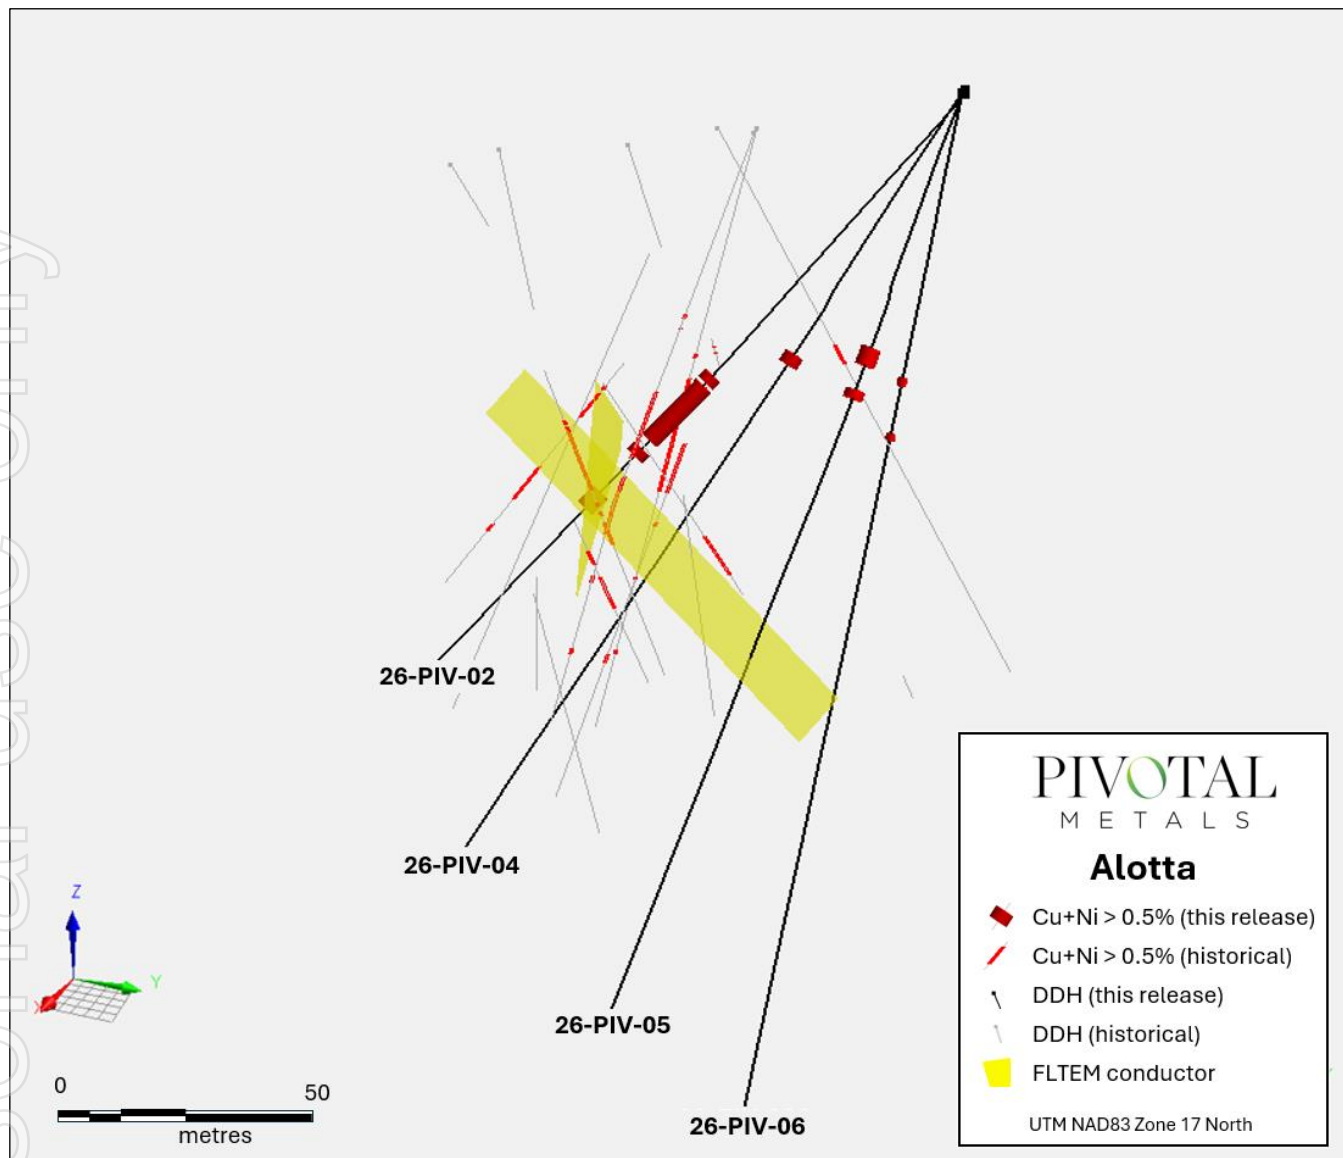 26-PIV-02
26-PIV-04
26-PIV-05
26-PIV-06
Z
Y
X
0 50
metres
PIVOTAL
METALS
Alotta
Cu+Ni > 0.5% (this release)
Cu+Ni > 0.5% (historical)
DDH (this release)
DDH (historical)
FLTEM conductor
UTM NAD83 Zone 17 North